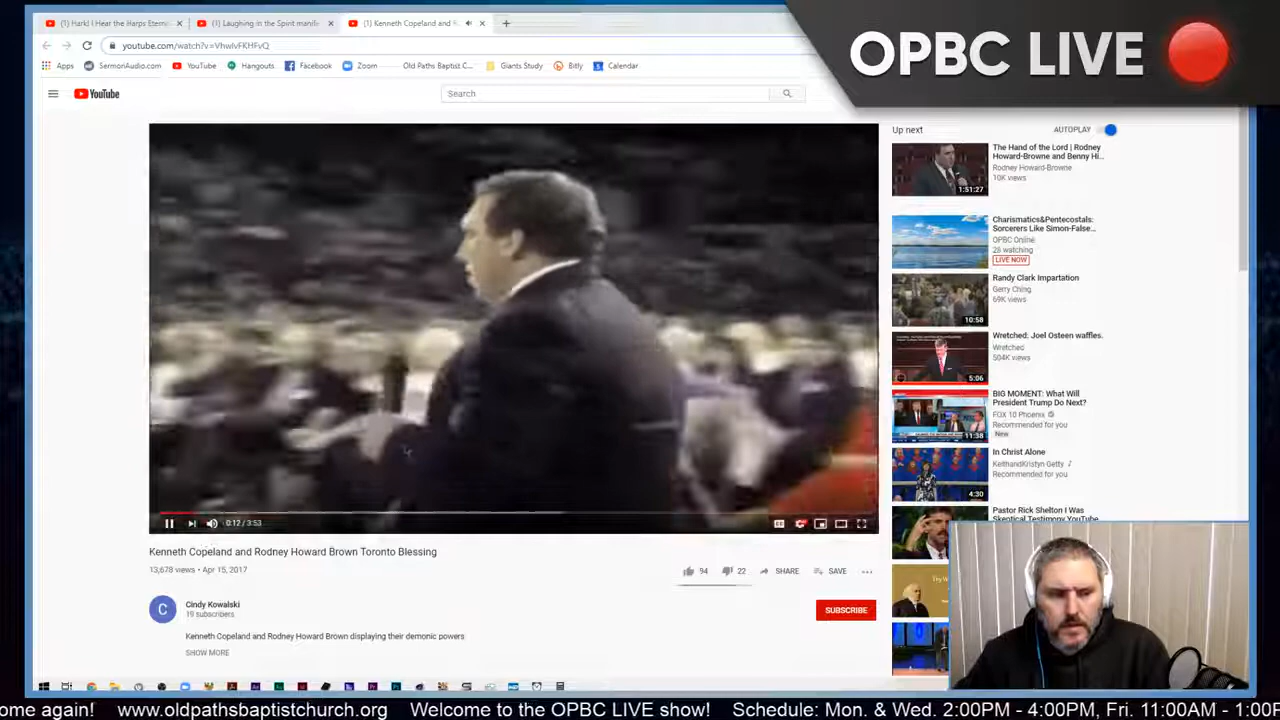 (1) Hark! I Hear the Harps Eterni
(1) Laughing in the Spirit manife
(1) Kenneth Copeland and R
OPBC LIVE
youtube.com/watch?v=VhwIvFKHFvQ
Apps
SermonAudio.com
YouTube
Hangouts
Facebook
Zoom
Old Paths Baptist C...
Giants Study
Bitly
Calendar
YouTube
Search
Up next
AUTOPLAY
The Hand of the Lord | Rodney
Howard-Browne and Benny Hi...
Rodney Howard-Browne
10K views
1:51:27
Charismatics&Pentecostals:
Sorcerers Like Simon-False...
OPBC Online
26 watching
LIVE NOW
Randy Clark Impartation
Gerry Ching
69K views
10:58
Wretched: Joel Osteen waffles.
Wretched
504K views
5:06
BIG MOMENT: What Will
President Trump Do Next?
FOX 10 Phoenix
Recommended for you
New
11:38
In Christ Alone
KeithandKristyn Getty
Recommended for you
4:30
Pastor Rick Shelton I Was
Skeptical Testimony YouTube
0:12 / 3:53
Kenneth Copeland and Rodney Howard Brown Toronto Blessing
13,678 views • Apr 15, 2017
94
22
SHARE
SAVE
C
Cindy Kowalski
19 subscribers
SUBSCRIBE
Kenneth Copeland and Rodney Howard Brown displaying their demonic powers
SHOW MORE
ome again! www.oldpathsbaptistchurch.org Welcome to the OPBC LIVE show! Schedule: Mon. & Wed. 2:00PM - 4:00PM, Fri. 11:00AM - 1:00P